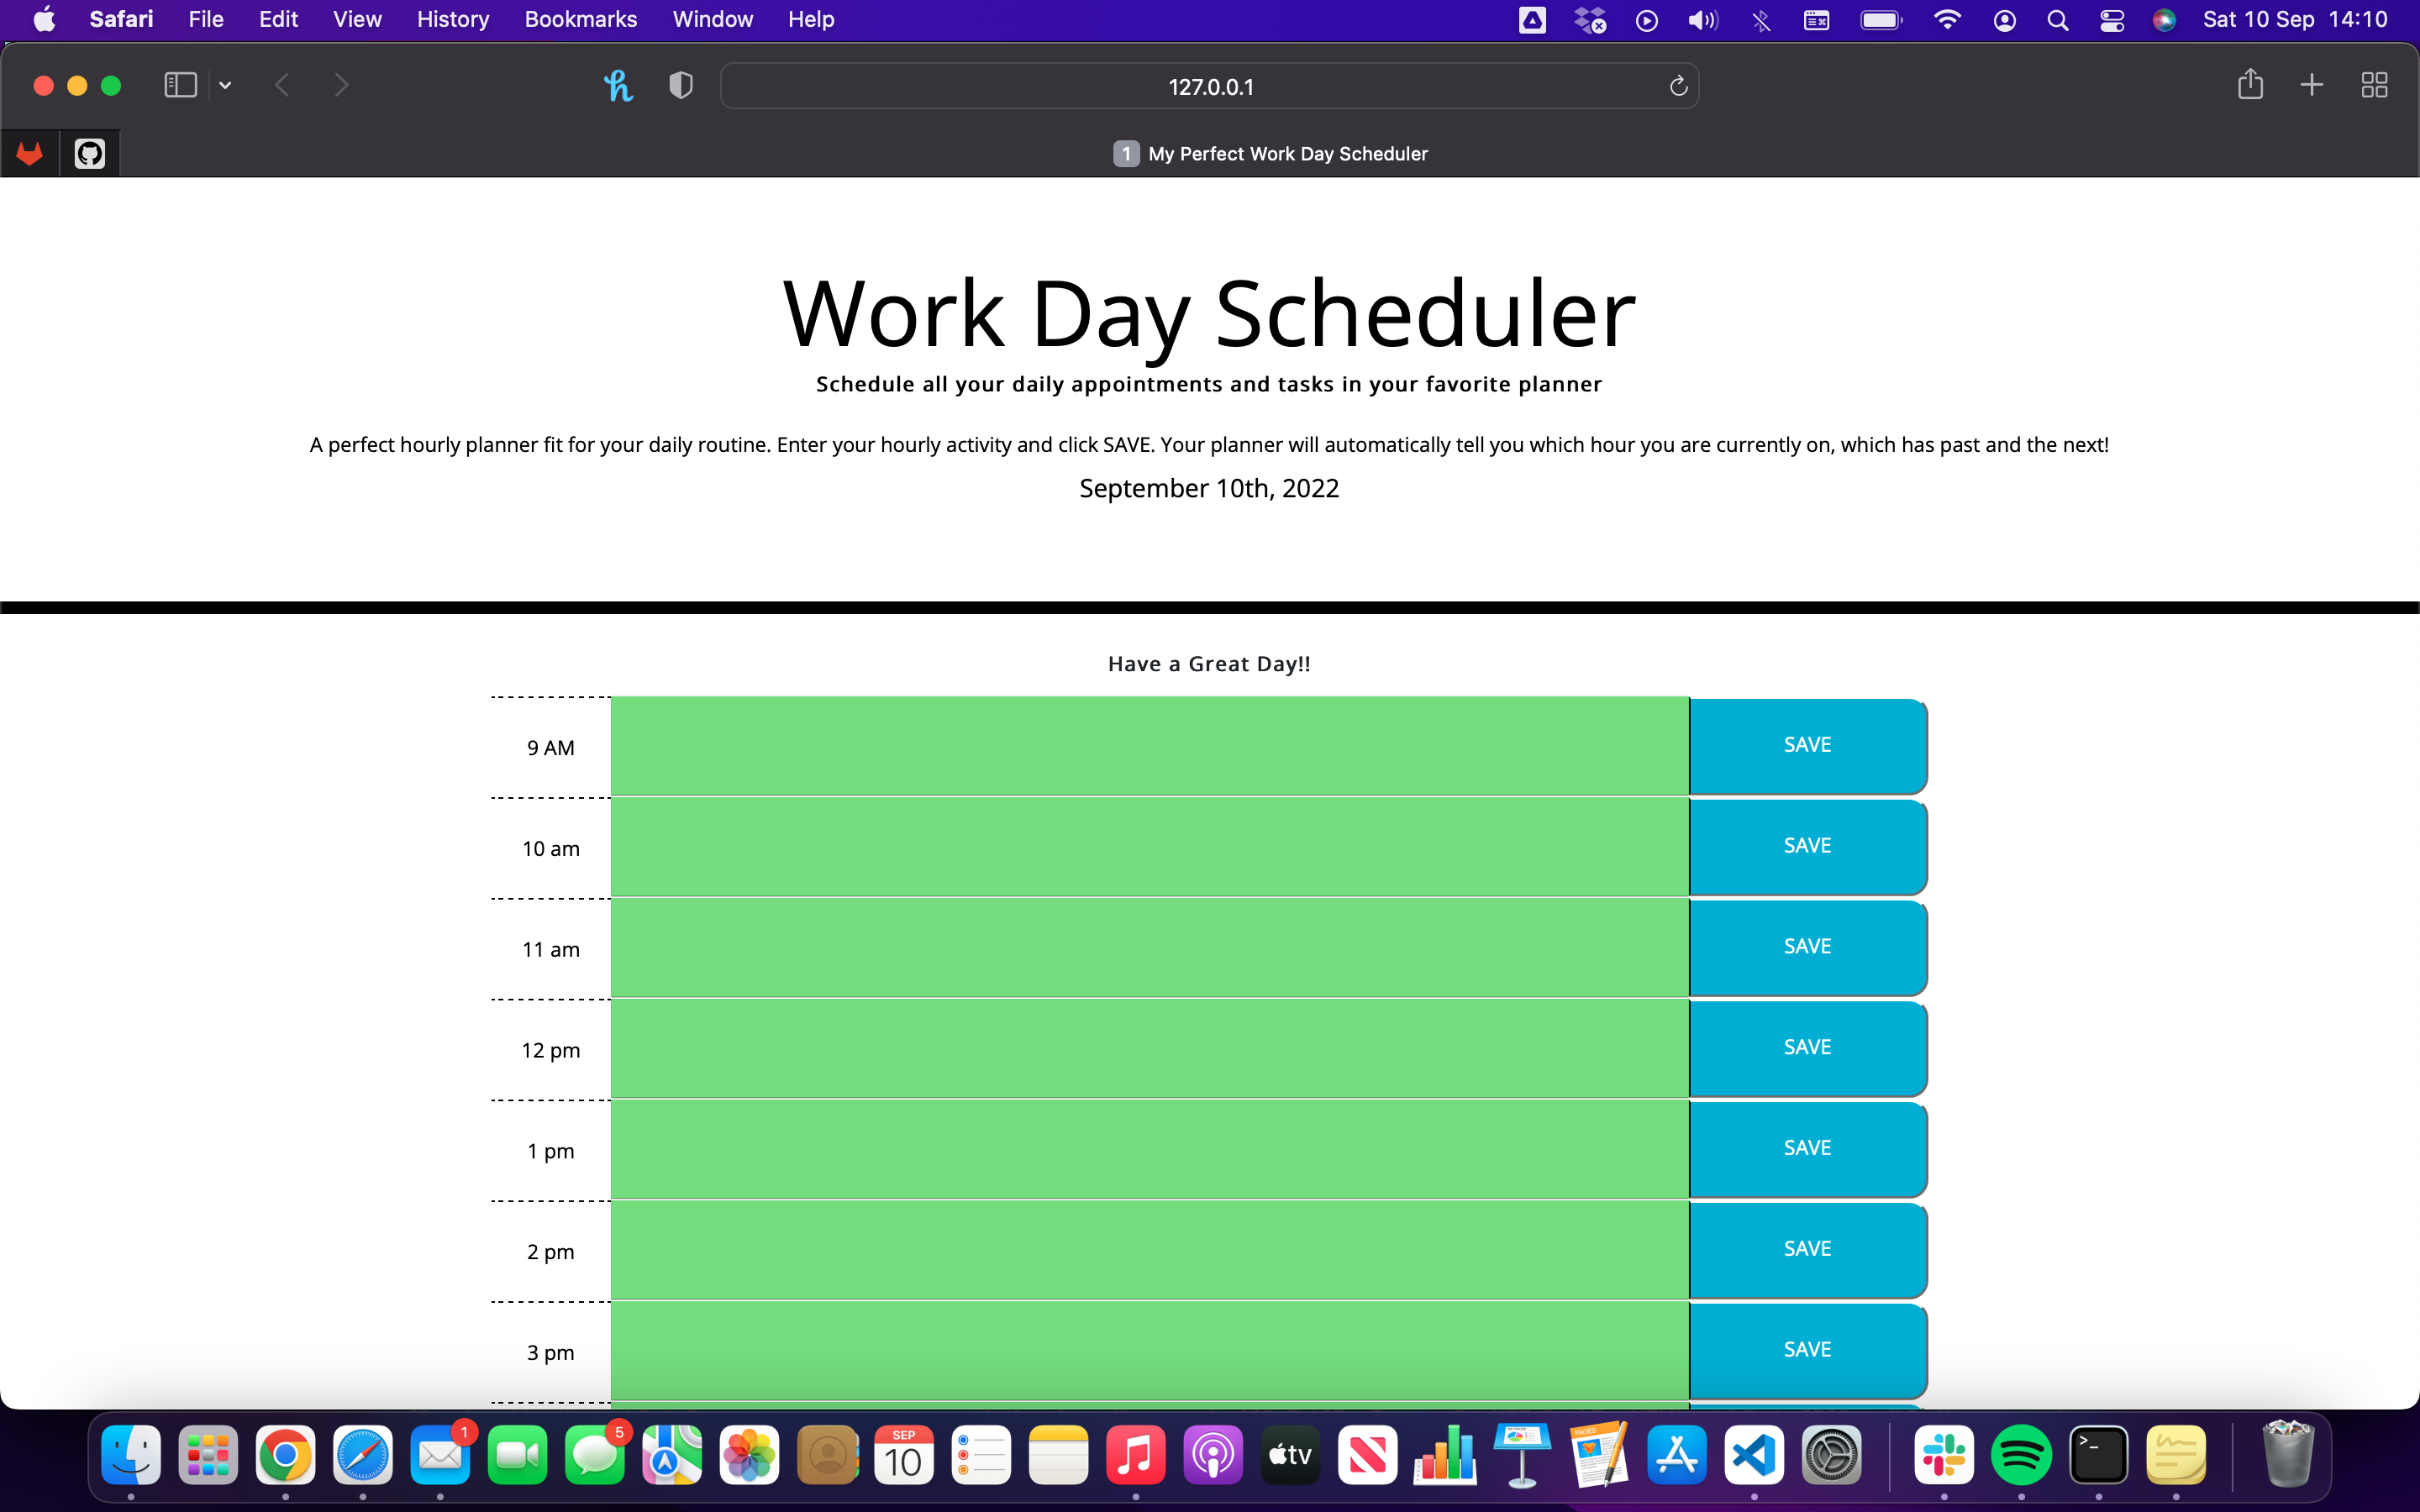 Safari File Edit View History Bookmarks Window Help Sat 10 Sep 14:10
127.0.0.1
1 My Perfect Work Day Scheduler
Work Day Scheduler
Schedule all your daily appointments and tasks in your favorite planner
A perfect hourly planner fit for your daily routine. Enter your hourly activity and click SAVE. Your planner will automatically tell you which hour you are currently on, which has past and the next!
September 10th, 2022
Have a Great Day!!
9 AM SAVE
10 am SAVE
11 am SAVE
12 pm SAVE
1 pm SAVE
2 pm SAVE
3 pm SAVE
1 5 SEP 10 tv PAGES >_